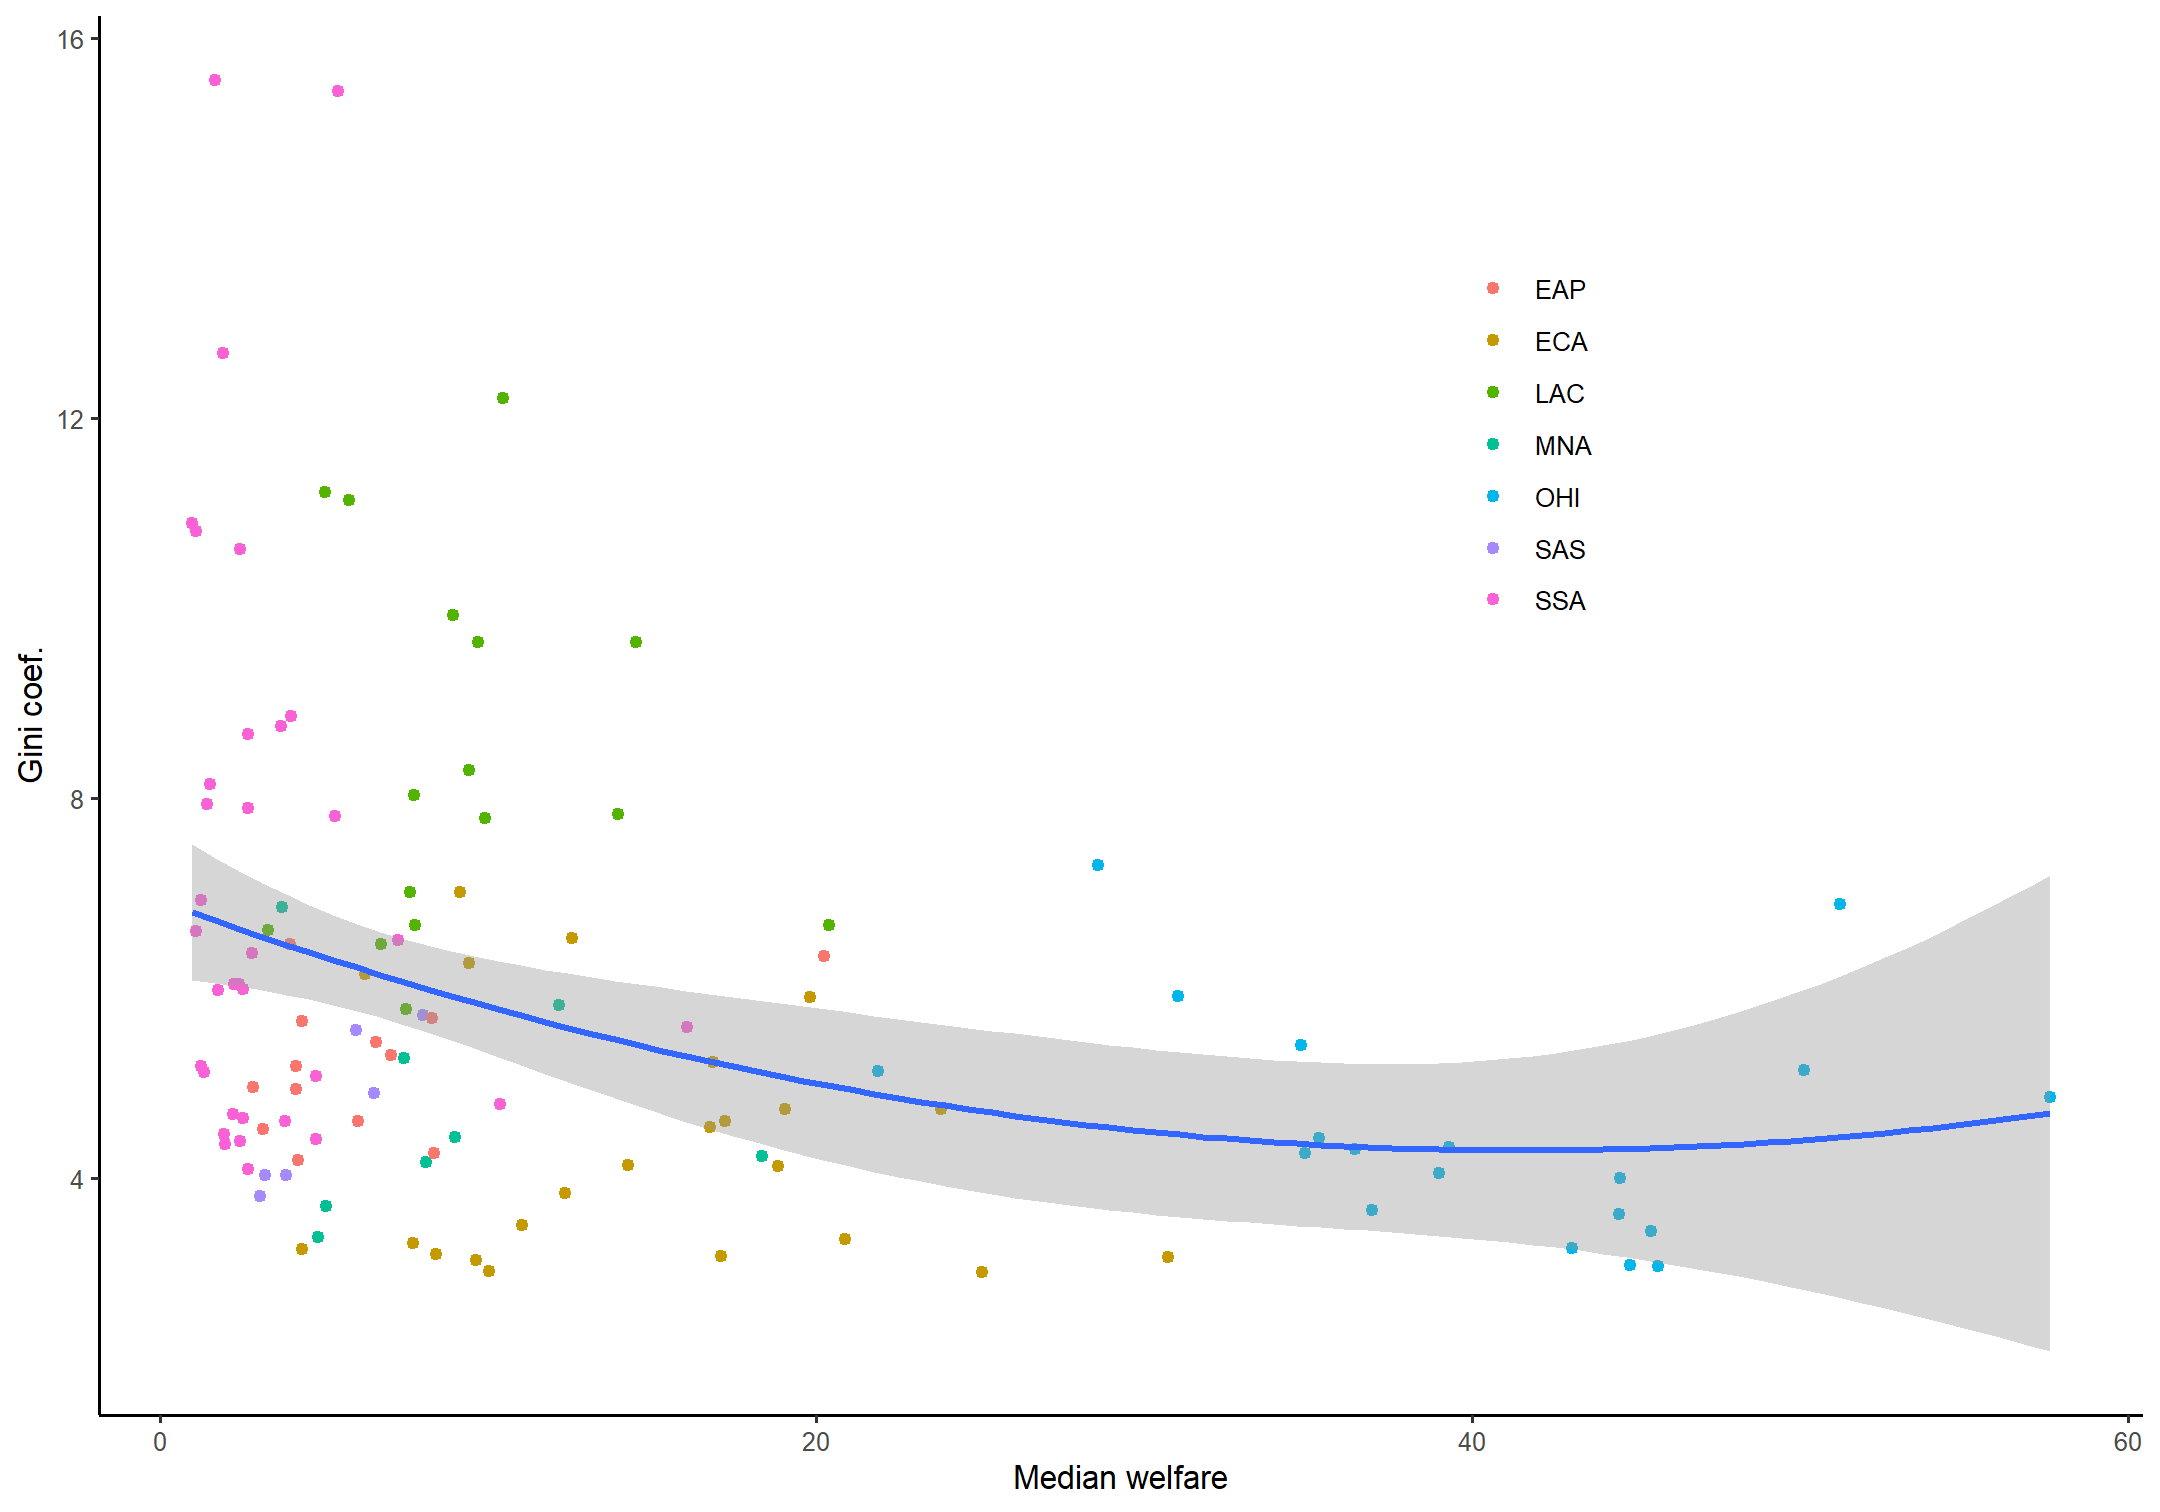 16
12
8
4
Gini coef.
EAP
ECA
LAC
MNA
OHI
SAS
SSA
0 20 40 60
Median welfare